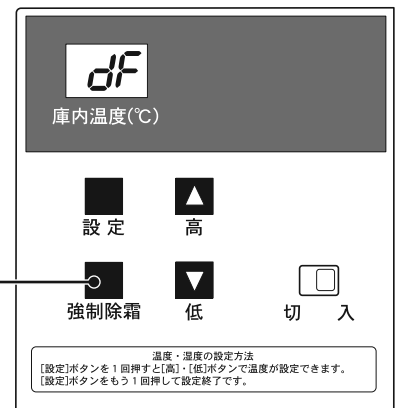 dF
庫内温度(℃)
設定 高
強制除霜 低 切 入
温度・湿度の設定方法
[設定]ボタンを1回押すと[高]・[低]ボタンで温度が設定できます。
[設定]ボタンをもう1回押して設定終了です。